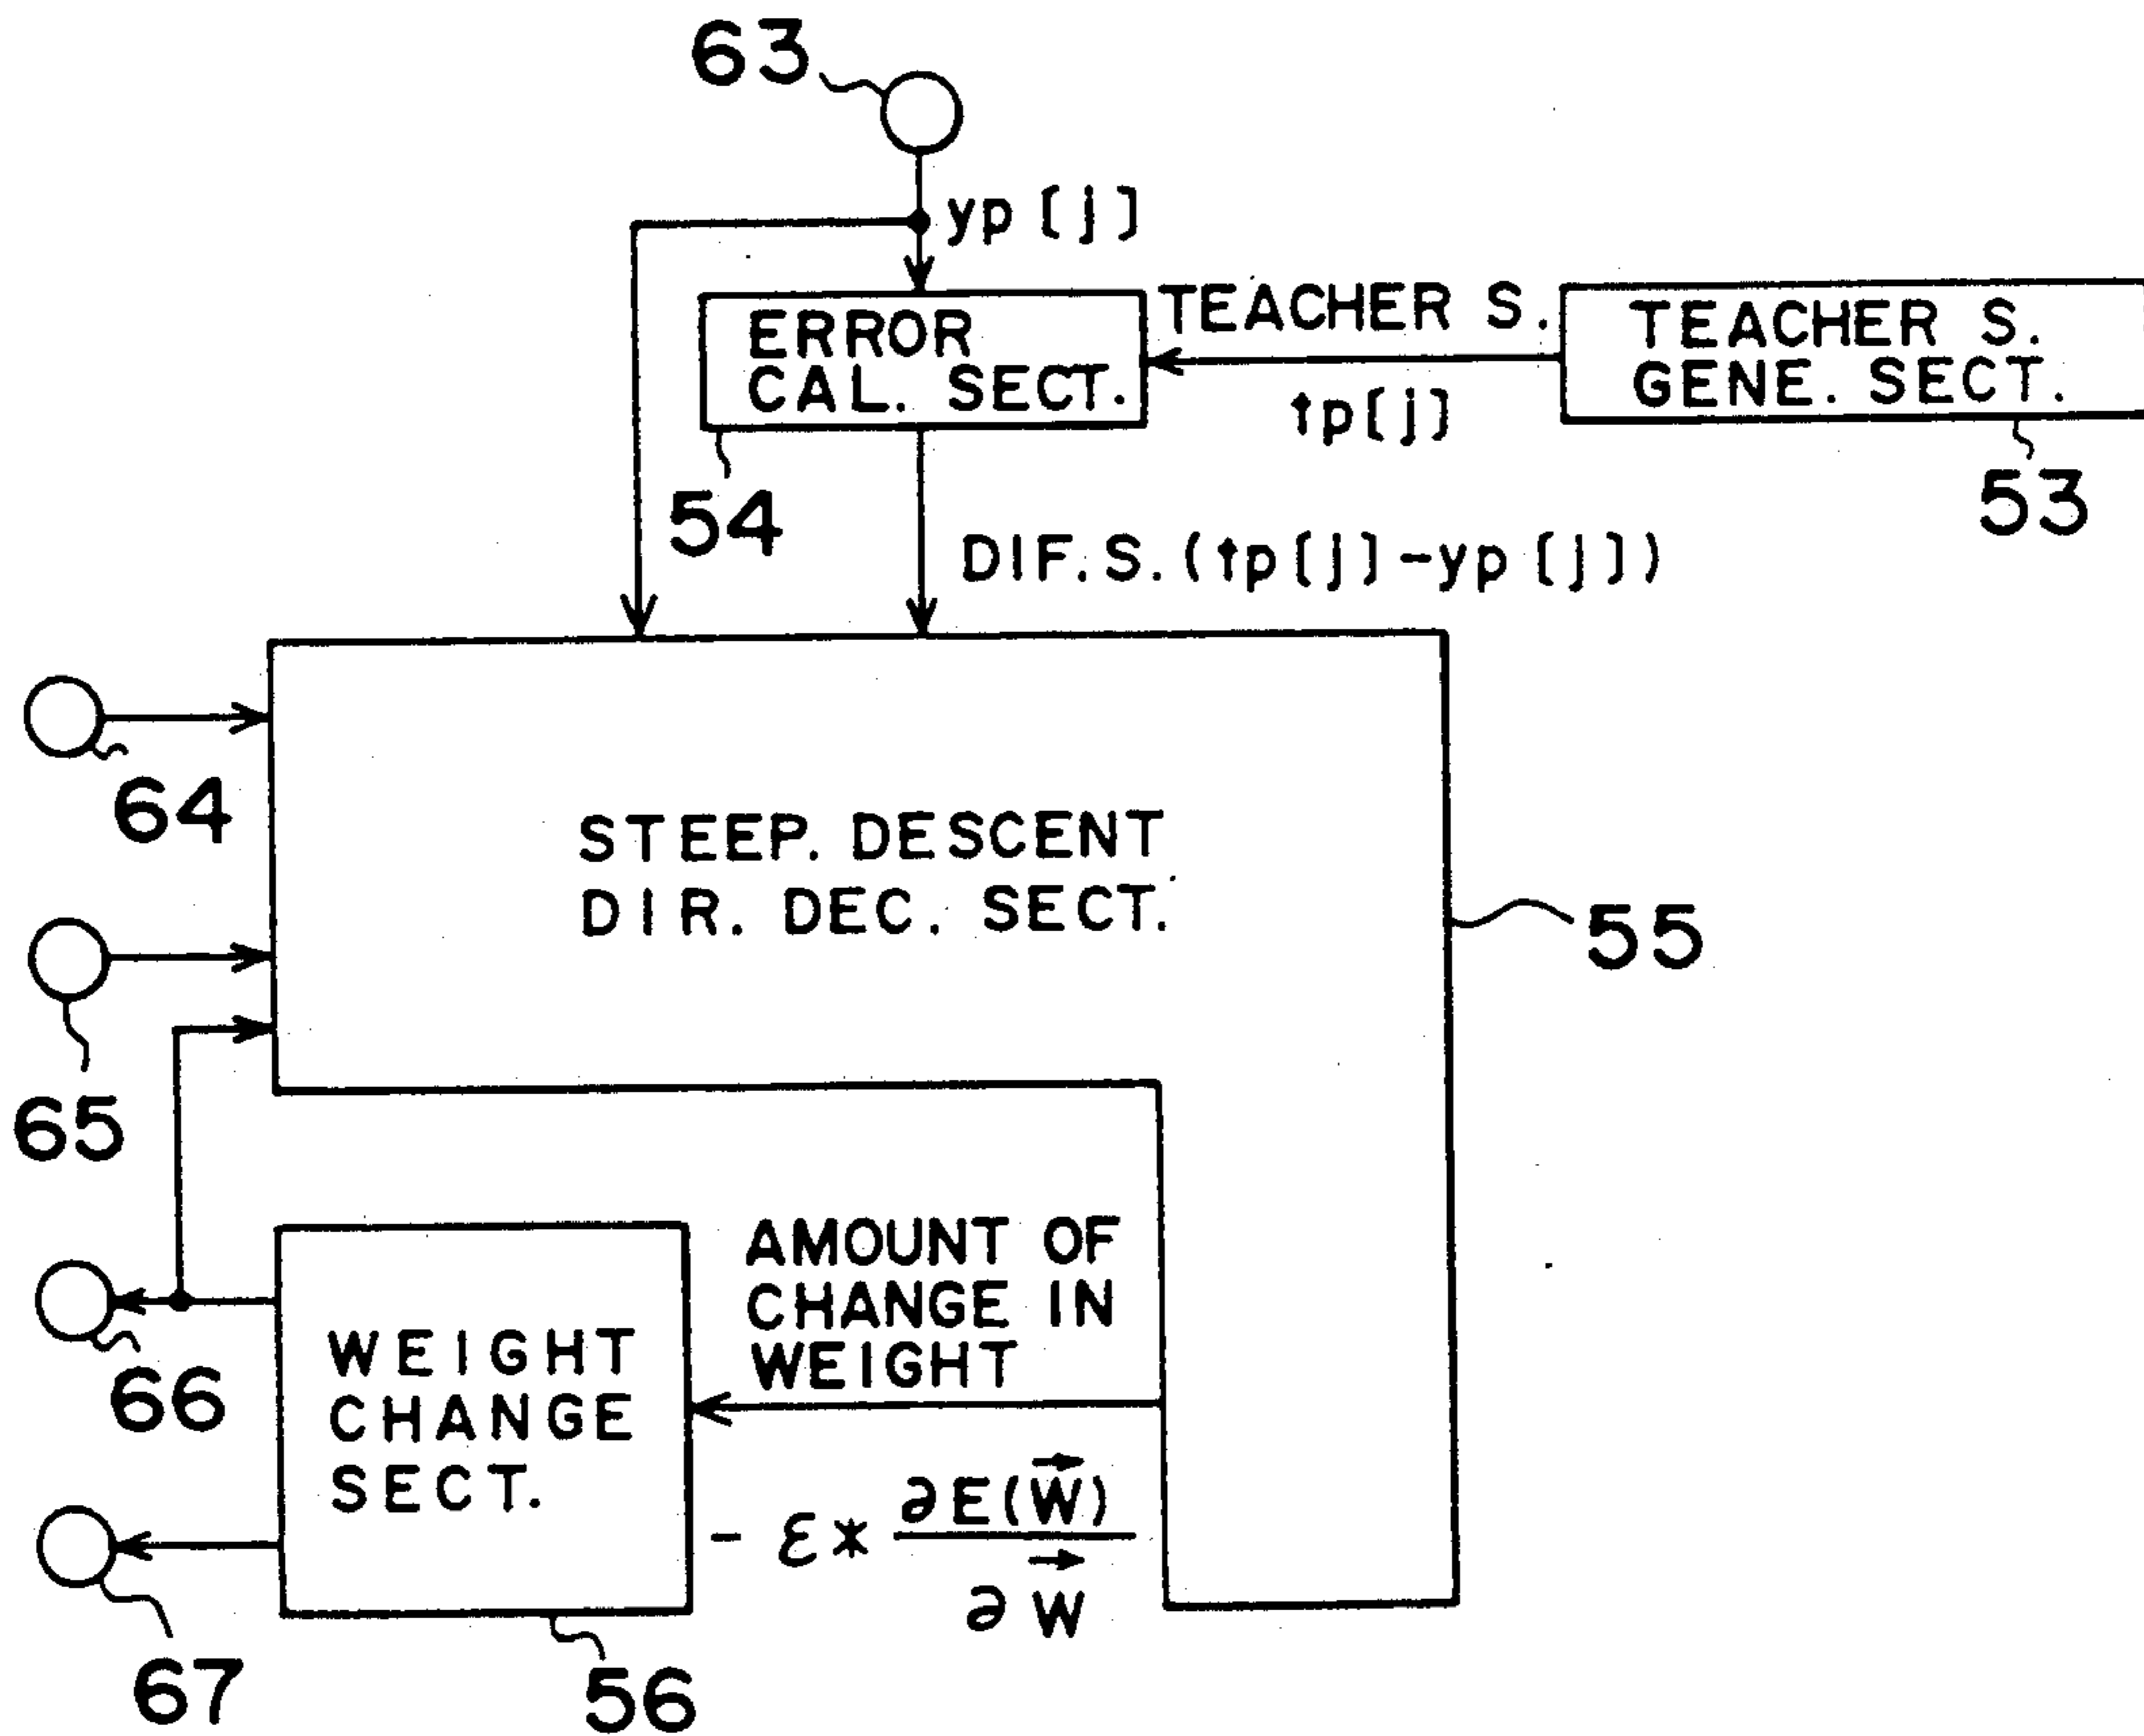 63
yp[j]
ERROR
CAL. SECT.
TEACHER S.
tp[j]
TEACHER S.
GENE. SECT.
54
53
DIF. S. (tp[j]-yp[j])
64
STEEP. DESCENT
DIR. DEC. SECT.
55
65
AMOUNT OF
CHANGE IN
WEIGHT
WEIGHT
CHANGE
SECT.
66
- ε* ∂E(W⃗)
∂W⃗
67
56